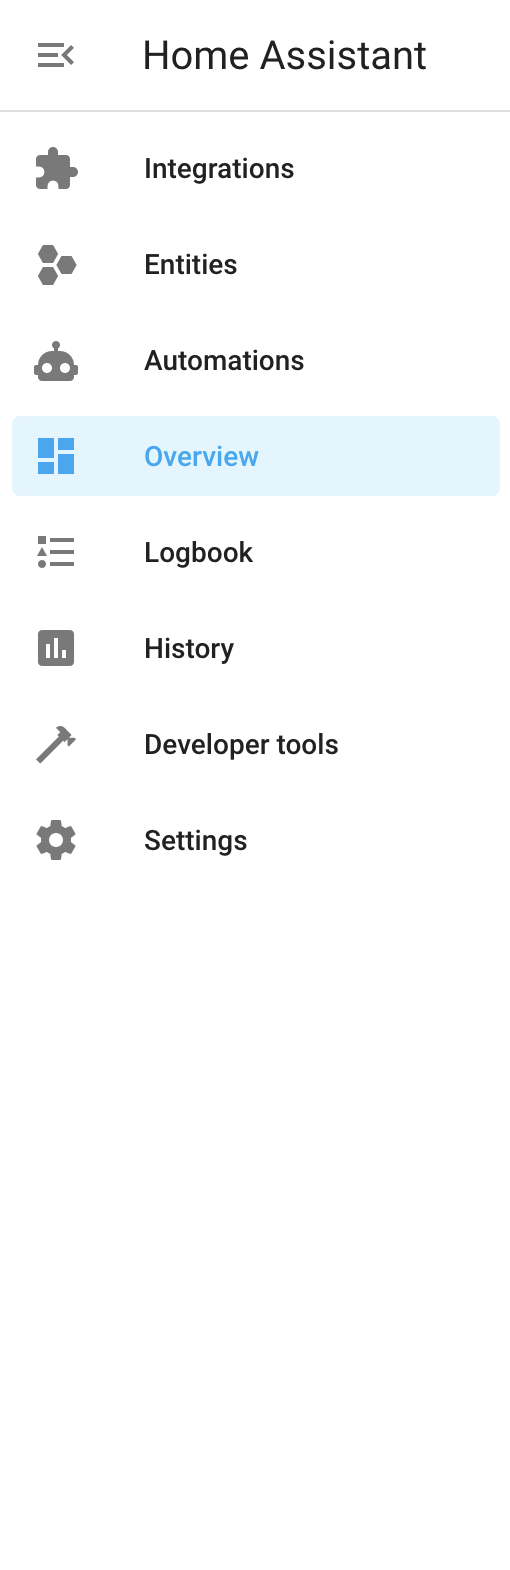 Home Assistant
Integrations
Entities
Automations
Overview
Logbook
History
Developer tools
Settings